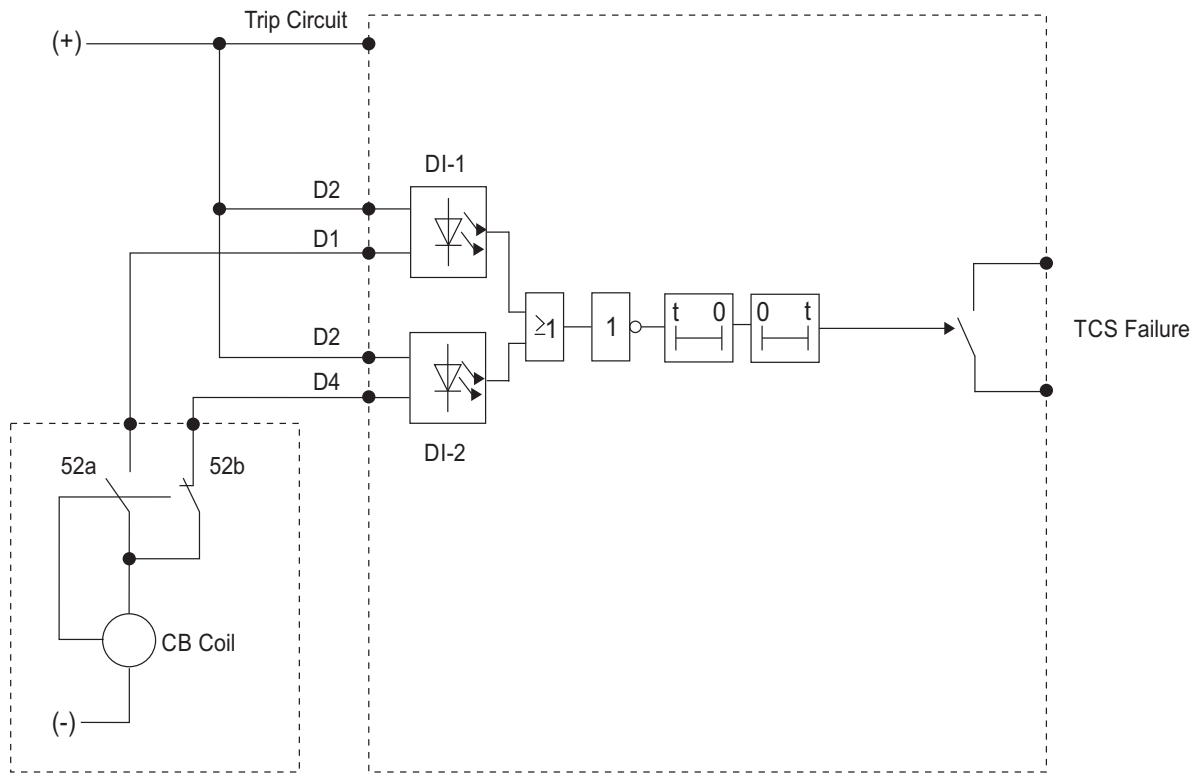 Trip Circuit
(+)
DI-1
D2
D1
D2
D4
DI-2
≥1
1
t 0
0 t
TCS Failure
52a
52b
CB Coil
(-)